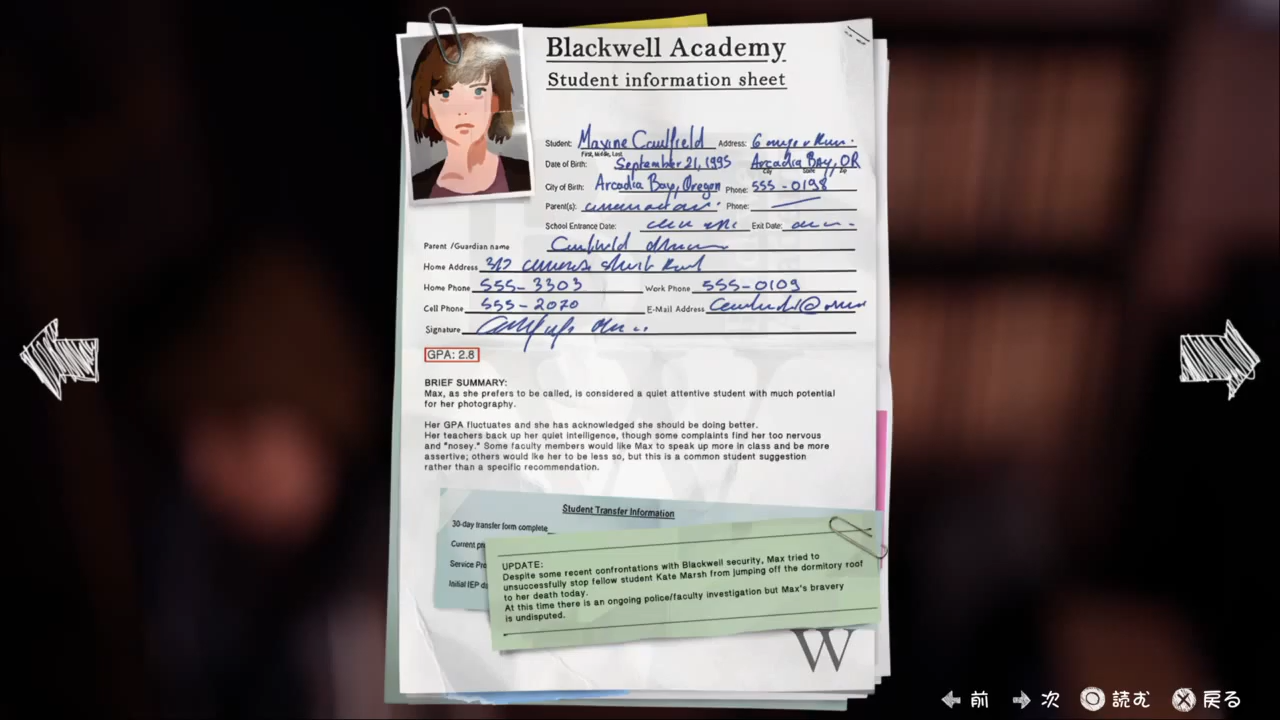 Blackwell Academy
Student information sheet
Student: Maxine Caulfield Address:
First, Middle, Last
Date of Birth: September 21, 1995 Arcadia Bay, OR
City State Zip
City of Birth: Arcadia Bay, Oregon Phone: 555-0198
Parent(s): Phone:
School Entrance Date: Exit Date:
Parent /Guardian name
Home Address
Home Phone 555-3303 Work Phone 555-0109
Cell Phone 555-2070 E-Mail Address
Signature
GPA: 2.8
BRIEF SUMMARY:
Max, as she prefers to be called, is considered a quiet attentive student with much potential
for her photography.
Her GPA fluctuates and she has acknowledged she should be doing better.
Her teachers back up her quiet intelligence, though some complaints find her too nervous
and "nosey." Some faculty members would like Max to speak up more in class and be more
assertive; others would like her to be less so, but this is a common student suggestion
rather than a specific recommendation.
Student Transfer Information
30-day transfer form complete
Current pr
Service Pro
Initial IEP da
UPDATE:
Despite some recent confrontations with Blackwell security, Max tried to
unsuccessfully stop fellow student Kate Marsh from jumping off the dormitory roof
to her death today.
At this time there is an ongoing police/faculty investigation but Max's bravery
is undisputed.
W
前 次 読む 戻る